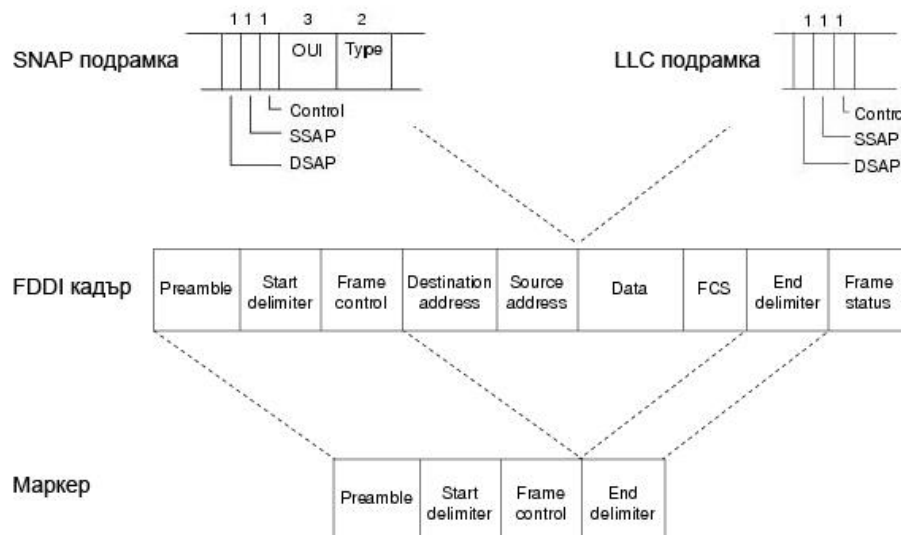 1 1 1 3 2
SNAP подрамка
OUI Type
Control
SSAP
DSAP
1 1 1
LLC подрамка
Contro
SSAP
DSAP
FDDI кадър
Preamble Start delimiter Frame control Destination address Source address Data FCS End delimiter Frame status
Маркер
Preamble Start delimiter Frame control End delimiter